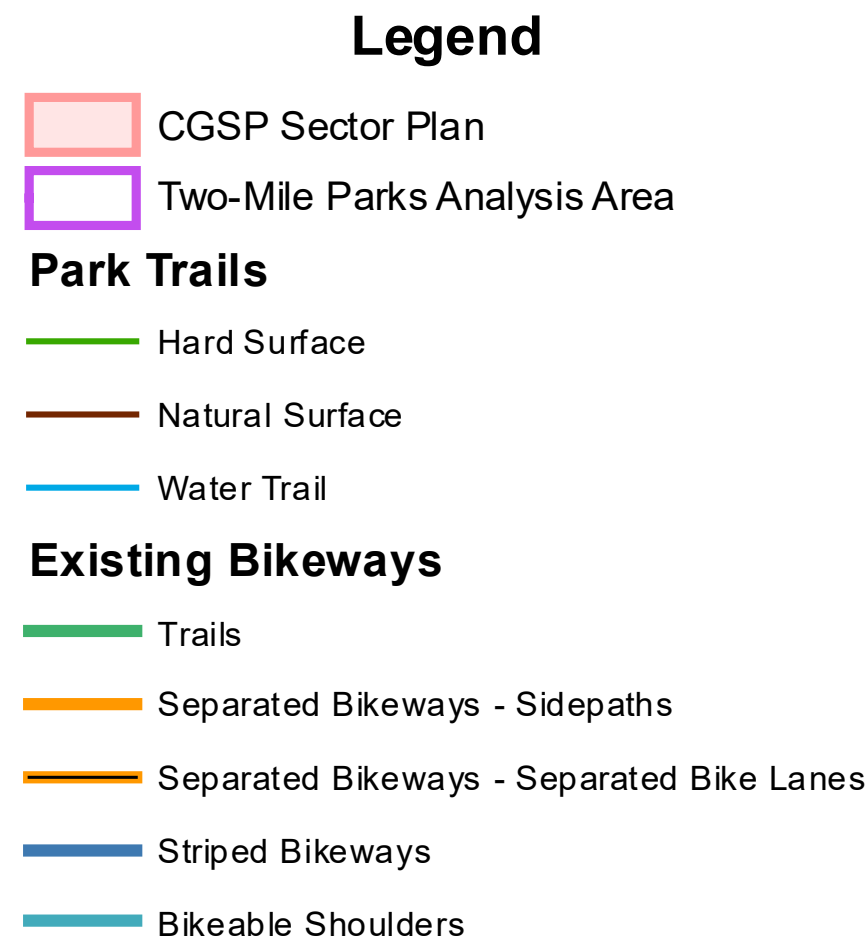 Legend
CGSP Sector Plan
Two-Mile Parks Analysis Area
Park Trails
Hard Surface
Natural Surface
Water Trail
Existing Bikeways
Trails
Separated Bikeways - Sidepaths
Separated Bikeways - Separated Bike Lanes
Striped Bikeways
Bikeable Shoulders